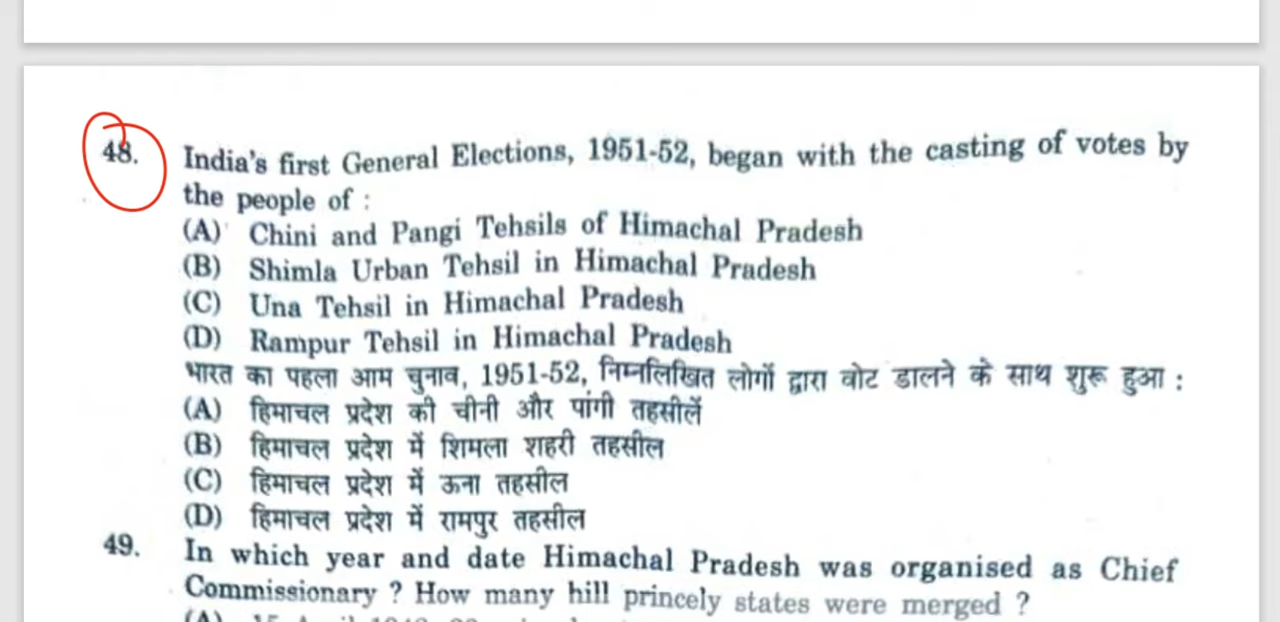 48. India's first General Elections, 1951-52, began with the casting of votes by
the people of :
(A) Chini and Pangi Tehsils of Himachal Pradesh
(B) Shimla Urban Tehsil in Himachal Pradesh
(C) Una Tehsil in Himachal Pradesh
(D) Rampur Tehsil in Himachal Pradesh
भारत का पहला आम चुनाव, 1951-52, निम्नलिखित लोगों द्वारा वोट डालने के साथ शुरू हुआ :
(A) हिमाचल प्रदेश की चीनी और पांगी तहसीलें
(B) हिमाचल प्रदेश में शिमला शहरी तहसील
(C) हिमाचल प्रदेश में ऊना तहसील
(D) हिमाचल प्रदेश में रामपुर तहसील
49. In which year and date Himachal Pradesh was organised as Chief
Commissionary ? How many hill princely states were merged ?